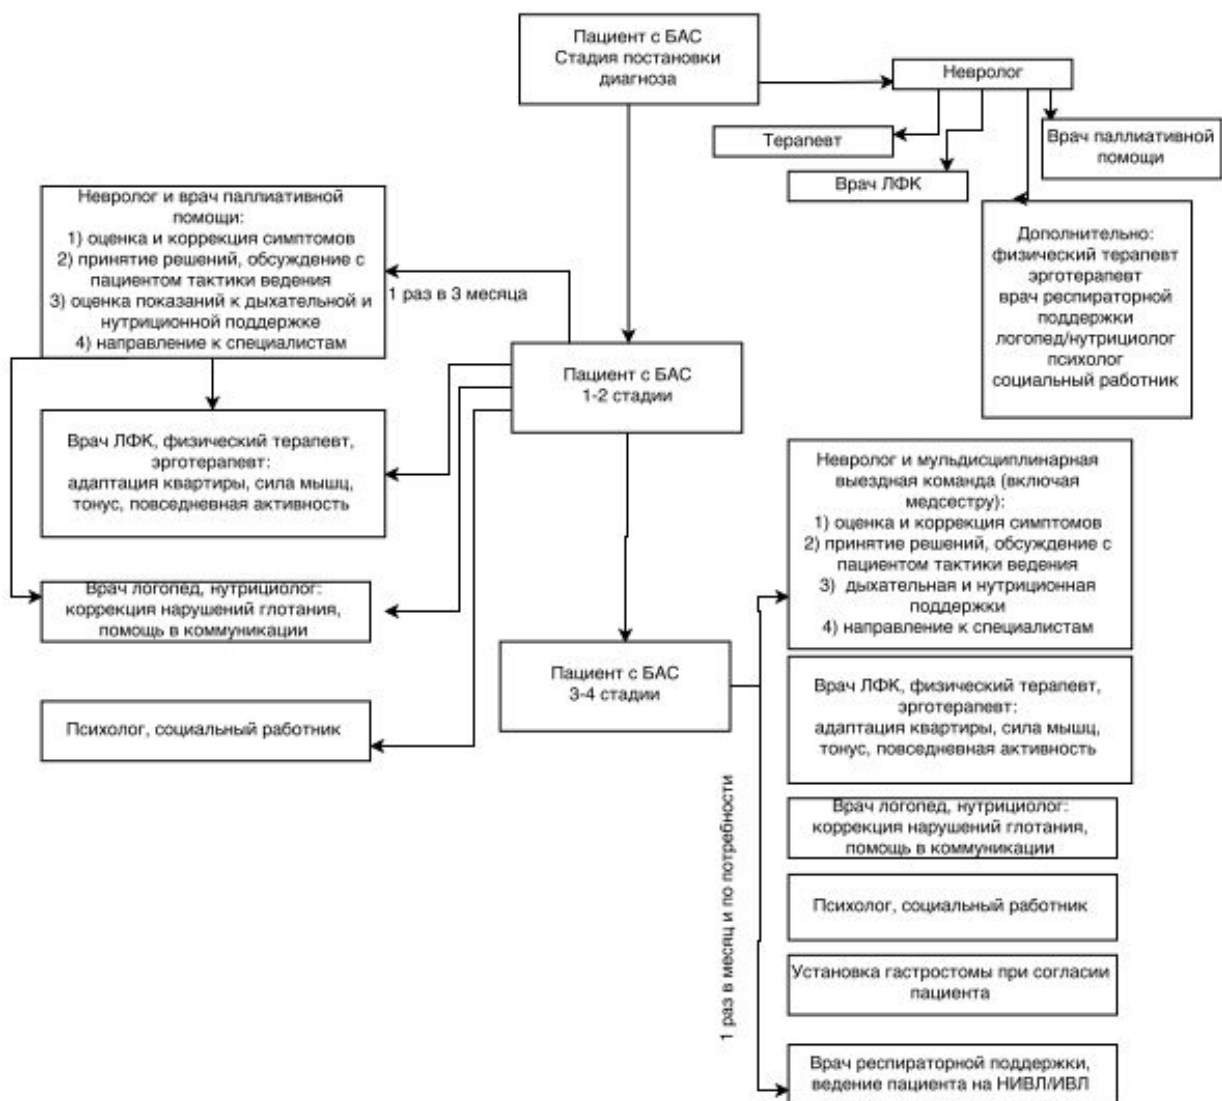 Пациент с БАС
Стадия постановки
диагноза
Невролог
Терапевт
Врач паллиативной
помощи
Врач ЛФК
Дополнительно:
физический терапевт
эрготерапевт
врач респираторной
поддержки
логопед/нутрициолог
психолог
социальный работник
Невролог и врач паллиативной
помощи:
1) оценка и коррекция симптомов
2) принятие решений, обсуждение с
пациентом тактики ведения
3) оценка показаний к дыхательной и
нутриционной поддержке
4) направление к специалистам
1 раз в 3 месяца
Пациент с БАС
1-2 стадии
Врач ЛФК, физический терапевт,
эрготерапевт:
адаптация квартиры, сила мышц,
тонус, повседневная активность
Врач логопед, нутрициолог:
коррекция нарушений глотания,
помощь в коммуникации
Психолог, социальный работник
Пациент с БАС
3-4 стадии
1 раз в месяц и по потребности
Невролог и мультисциплинарная
выездная команда (включая
медсестру):
1) оценка и коррекция симптомов
2) принятие решений, обсуждение с
пациентом тактики ведения
3) дыхательная и нутриционная
поддержки
4) направление к специалистам
Врач ЛФК, физический терапевт,
эрготерапевт:
адаптация квартиры, сила мышц,
тонус, повседневная активность
Врач логопед, нутрициолог:
коррекция нарушений глотания,
помощь в коммуникации
Психолог, социальный работник
Установка гастростомы при согласии
пациента
Врач респираторной поддержки,
ведение пациента на НИВЛ/ИВЛ